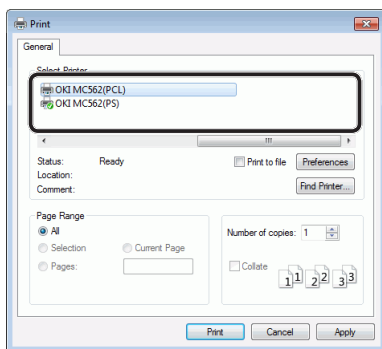 Print
General
Select Printer
OKI MC562(PCL)
OKI MC562(PS)
Status: Ready
Print to file
Preferences
Location:
Comment:
Find Printer...
Page Range
All
Selection
Current Page
Pages:
Number of copies: 1
Collate
1 1 2 2 3 3
Print
Cancel
Apply